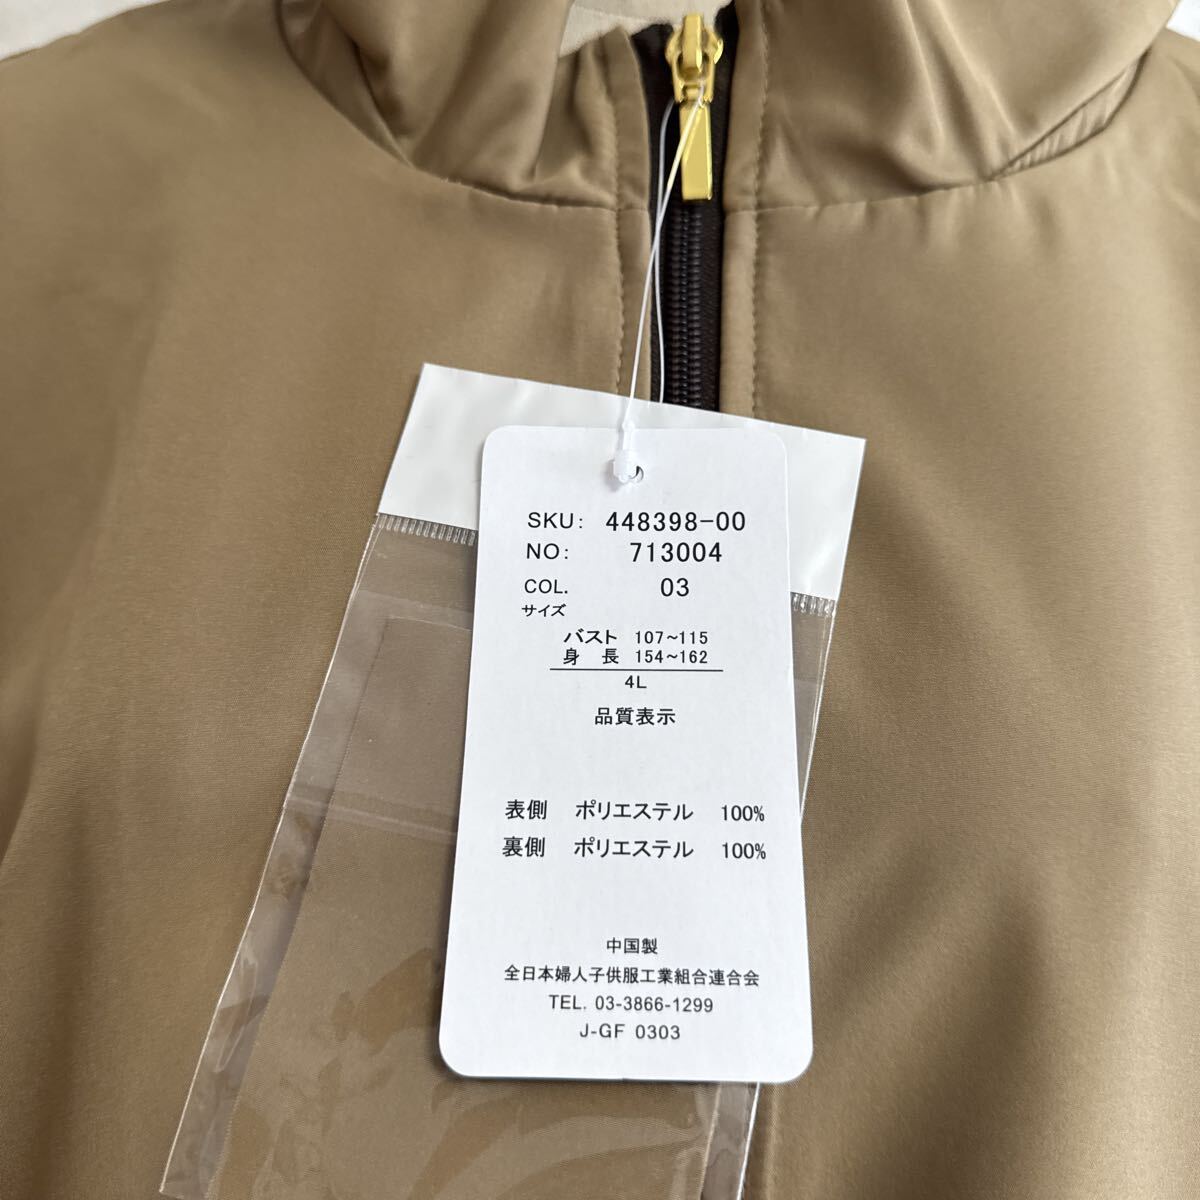 SKU: 448398-00
NO: 713004
COL. 03
サイズ
バスト 107~115
身長 154~162
4L
品質表示
表側 ポリエステル 100%
裏側 ポリエステル 100%
中国製
全日本婦人子供服工業組合連合会
TEL. 03-3866-1299
J-GF 0303